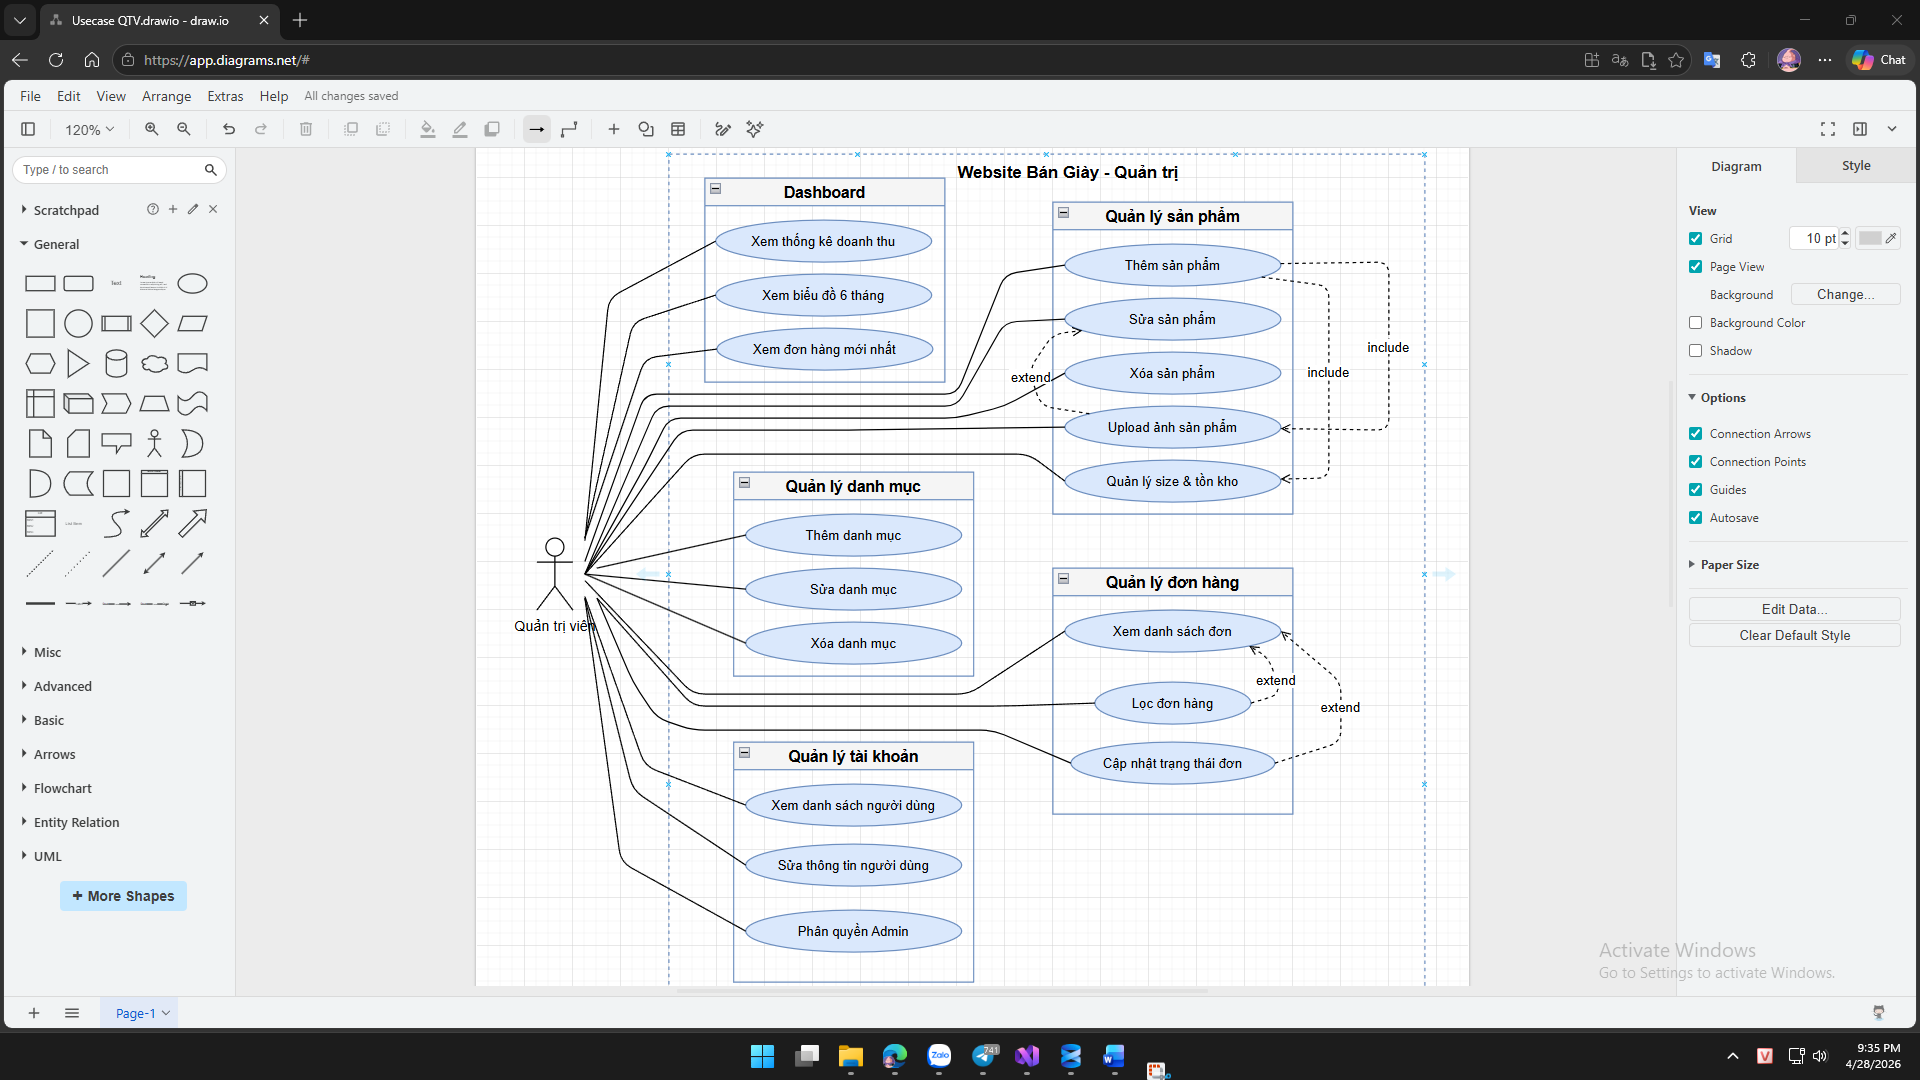 Usecase QTV.drawio - draw.io
https://app.diagrams.net/#
Chat
File Edit View Arrange Extras Help All changes saved
120%
Type / to search
Scratchpad
General
Text
Heading
Misc
Advanced
Basic
Arrows
Flowchart
Entity Relation
UML
+ More Shapes
Website Bán Giày - Quản trị
Dashboard
Xem thống kê doanh thu
Xem biểu đồ 6 tháng
Xem đơn hàng mới nhất
Quản lý sản phẩm
Thêm sản phẩm
Sửa sản phẩm
Xóa sản phẩm
Upload ảnh sản phẩm
Quản lý size & tồn kho
include
include
extend
Quản lý danh mục
Thêm danh mục
Sửa danh mục
Xóa danh mục
Quản trị viên
Quản lý đơn hàng
Xem danh sách đơn
Lọc đơn hàng
Cập nhật trạng thái đơn
extend
extend
Quản lý tài khoản
Xem danh sách người dùng
Sửa thông tin người dùng
Phân quyền Admin
Diagram
Style
View
Grid
10 pt
Page View
Background
Change...
Background Color
Shadow
Options
Connection Arrows
Connection Points
Guides
Autosave
Paper Size
Edit Data...
Clear Default Style
Activate Windows
Go to Settings to activate Windows.
Page-1
Zalo
741
9:35 PM
4/28/2026